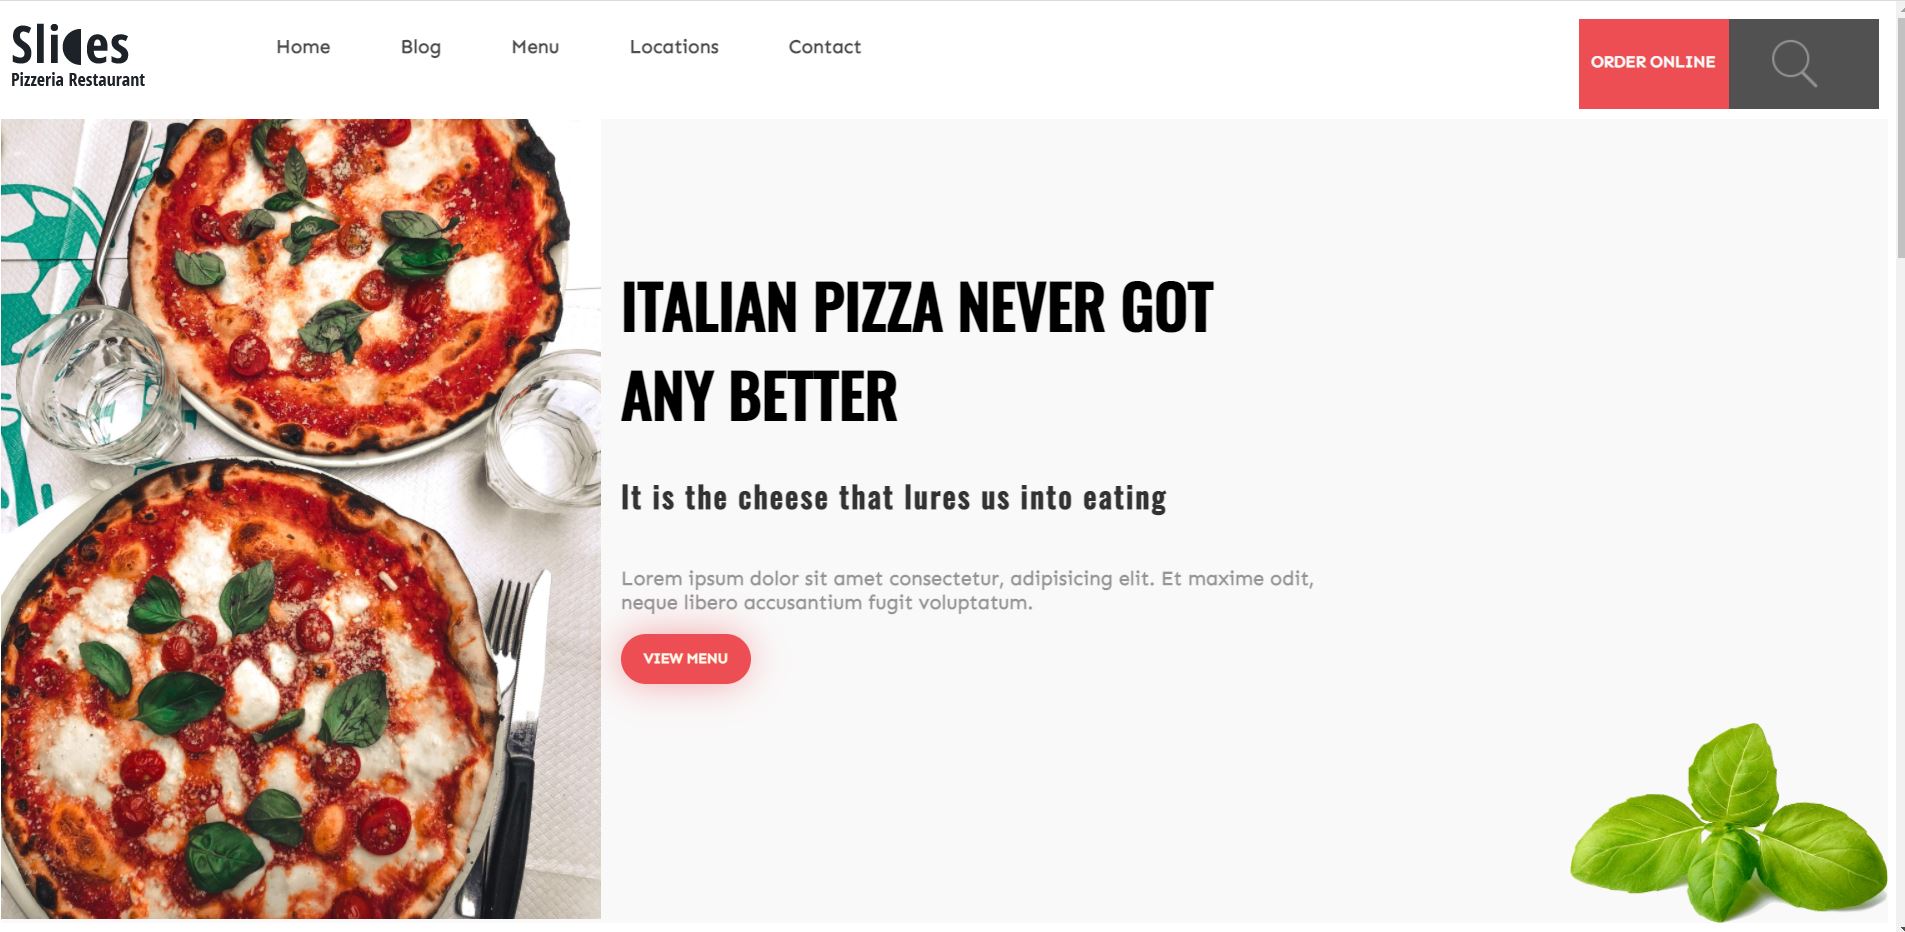 Slices
Pizzeria Restaurant
Home Blog Menu Locations Contact
ORDER ONLINE
ITALIAN PIZZA NEVER GOT
ANY BETTER
It is the cheese that lures us into eating
Lorem ipsum dolor sit amet consectetur, adipisicing elit. Et maxime odit,
neque libero accusantium fugit voluptatum.
VIEW MENU